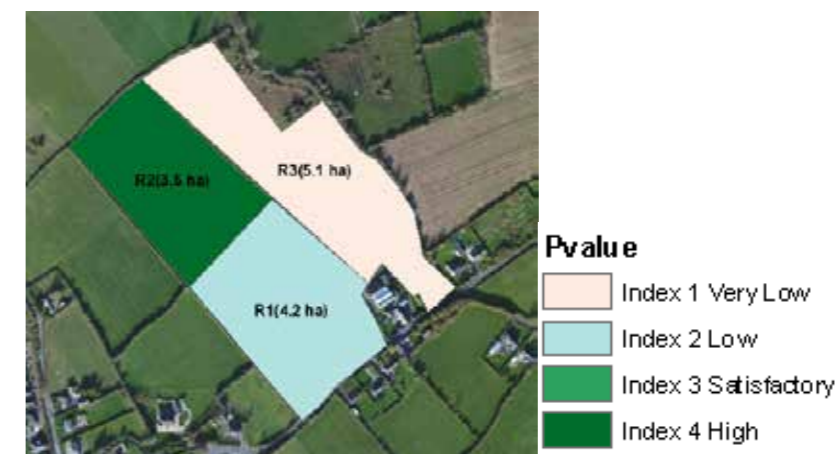 R3(5.1 ha)
R2(3.5 ha)
R1(4.2 ha)
Pvalue
Index 1 Very Low
Index 2 Low
Index 3 Satisfactory
Index 4 High